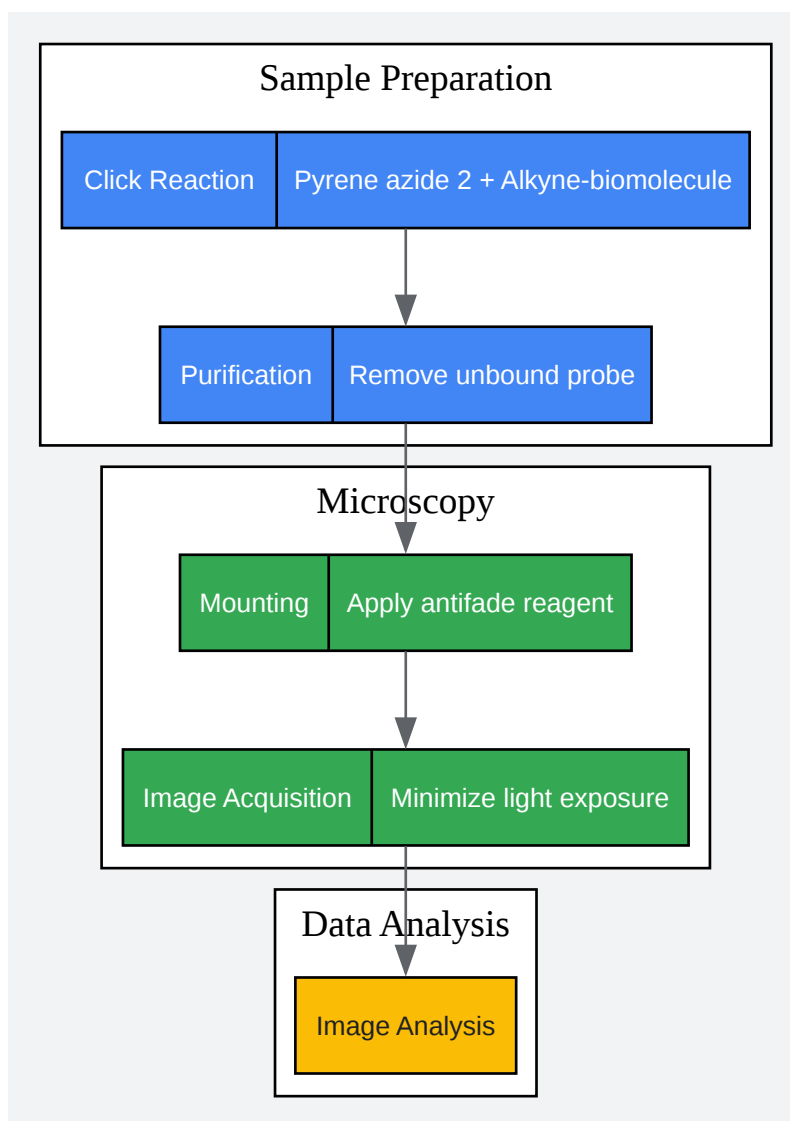 Sample Preparation
Click Reaction
Pyrene azide 2 + Alkyne-biomolecule
Purification
Remove unbound probe
Microscopy
Mounting
Apply antifade reagent
Image Acquisition
Minimize light exposure
Data Analysis
Image Analysis